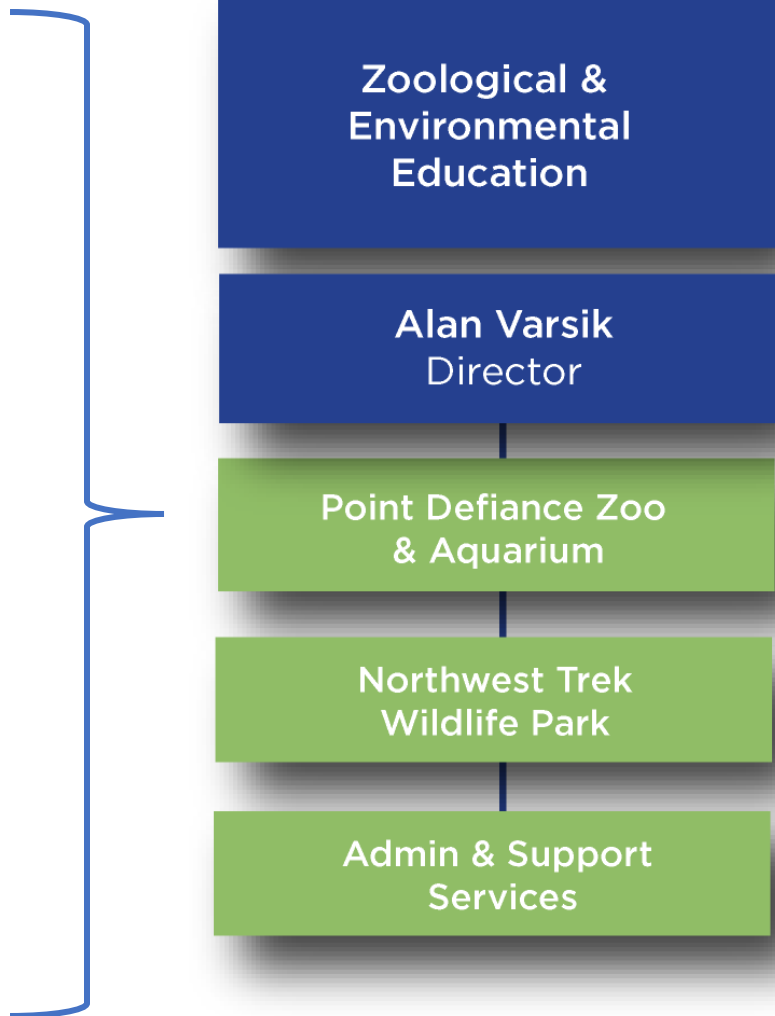 Zoological &
Environmental
Education
Alan Varsik
Director
Point Defiance Zoo
& Aquarium
Northwest Trek
Wildlife Park
Admin & Support
Services